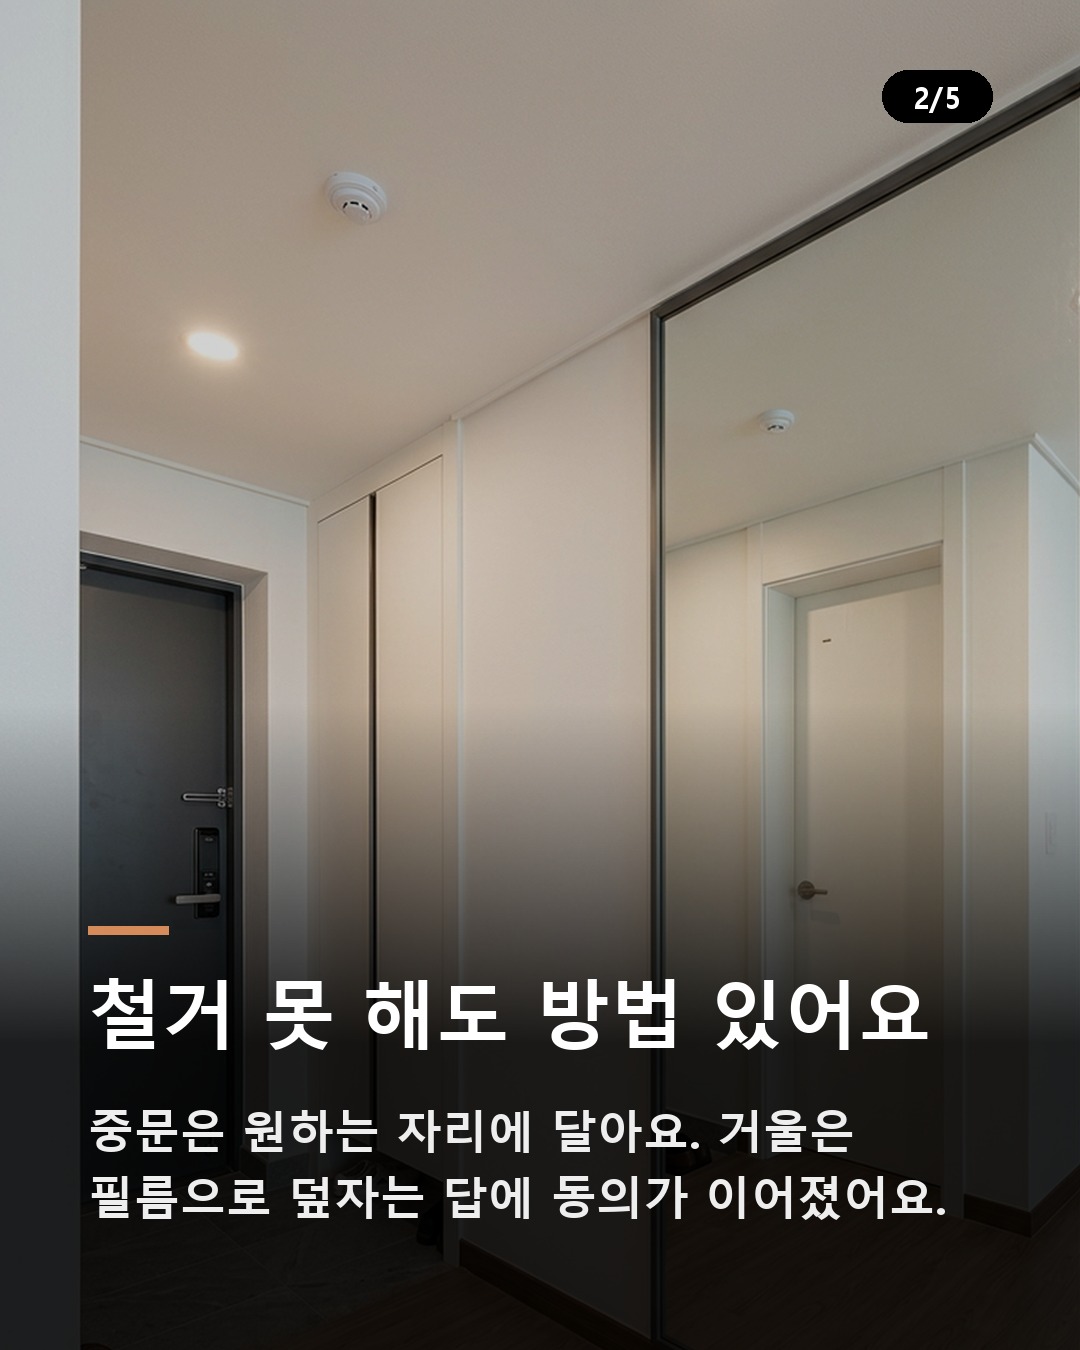 2/5
철거 못 해도 방법 있어요
중문은 원하는 자리에 달아요. 거울은
필름으로 덮자는 답에 동의가 이어졌어요.